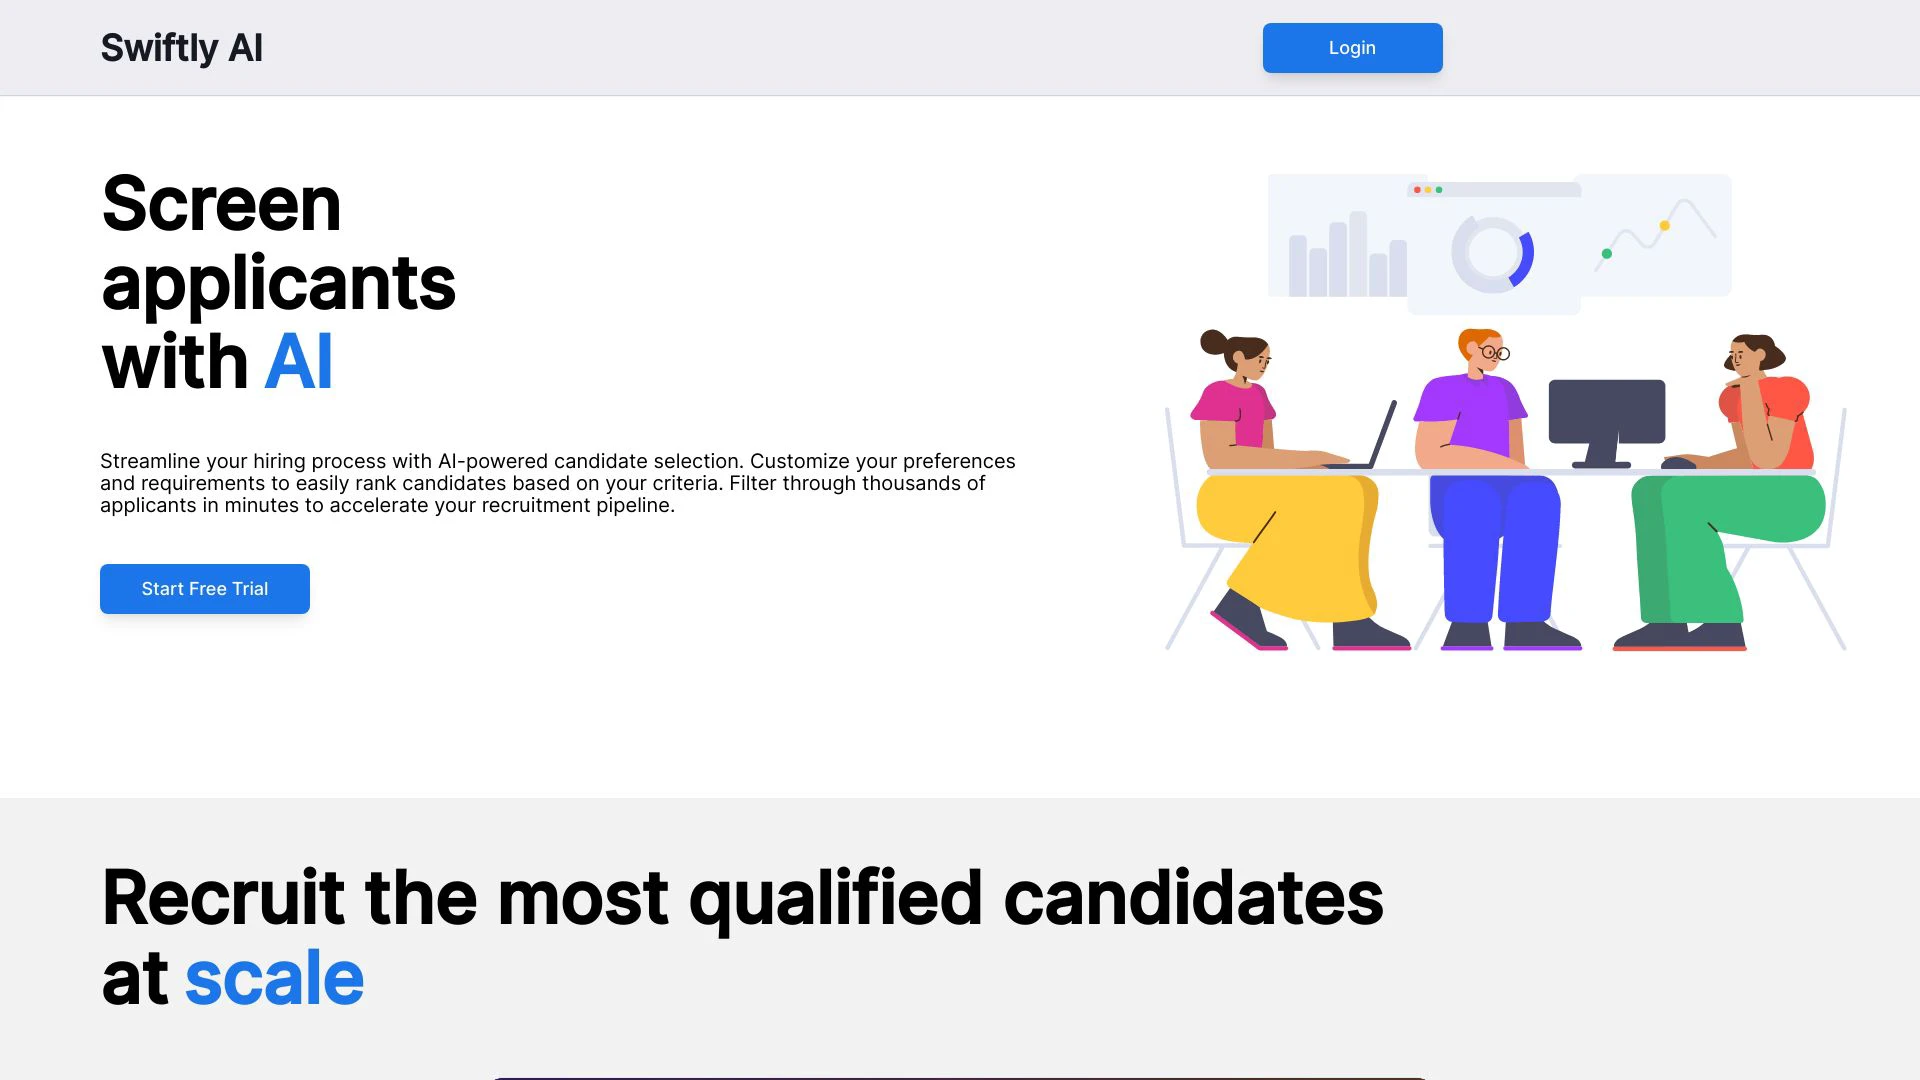 Swiftly AI
Login
Screen
applicants
with AI
Streamline your hiring process with AI-powered candidate selection. Customize your preferences
and requirements to easily rank candidates based on your criteria. Filter through thousands of
applicants in minutes to accelerate your recruitment pipeline.
Start Free Trial
Recruit the most qualified candidates
at scale